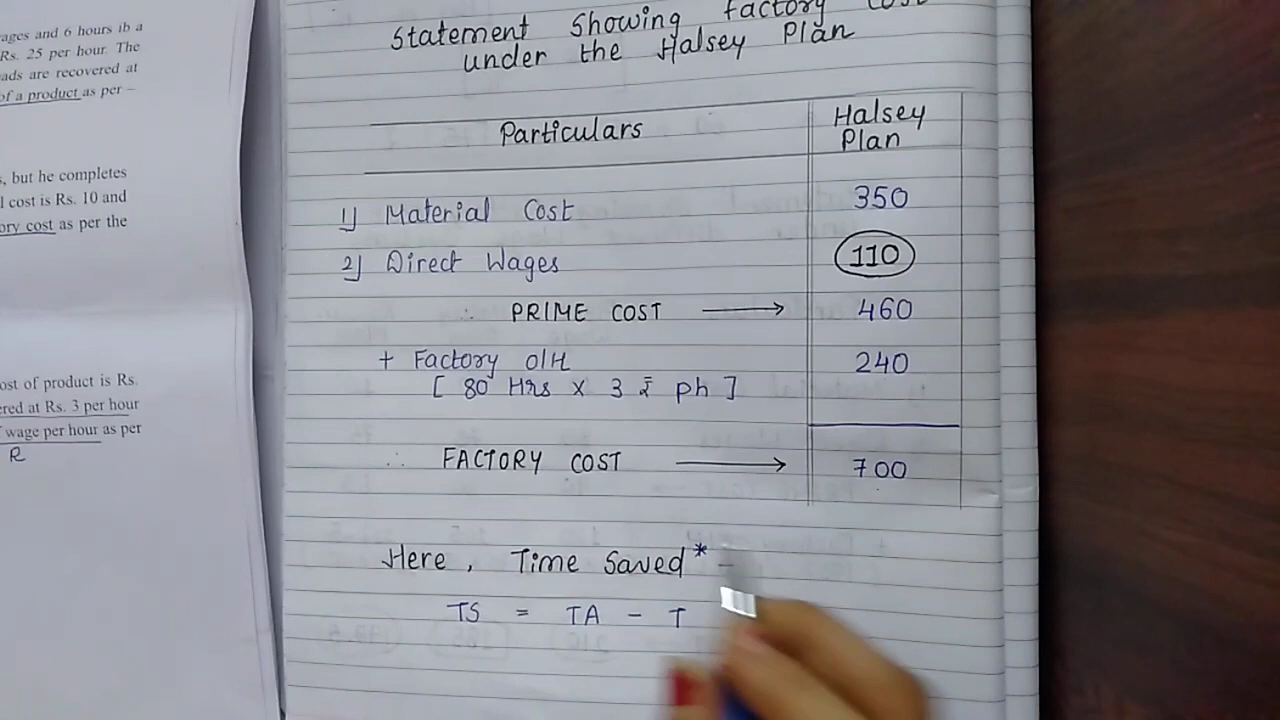 ages and 6 hours ib a
Rs. 25 per hour. The
ads are recovered at
of a product as per –
, but he completes
l cost is Rs. 10 and
ory cost as per the
ost of product is Rs.
ered at Rs. 3 per hour
wage per hour as per
R
Statement Showing factory Cost
under the Halsey Plan
Particulars
Halsey
Plan
1) Material Cost 350
2) Direct Wages 110
∴ PRIME COST → 460
+ Factory O/H 240
[ 80 Hrs x 3 ₹ ph ]
∴ FACTORY COST → 700
Here , Time Saved* –
TS = TA - T